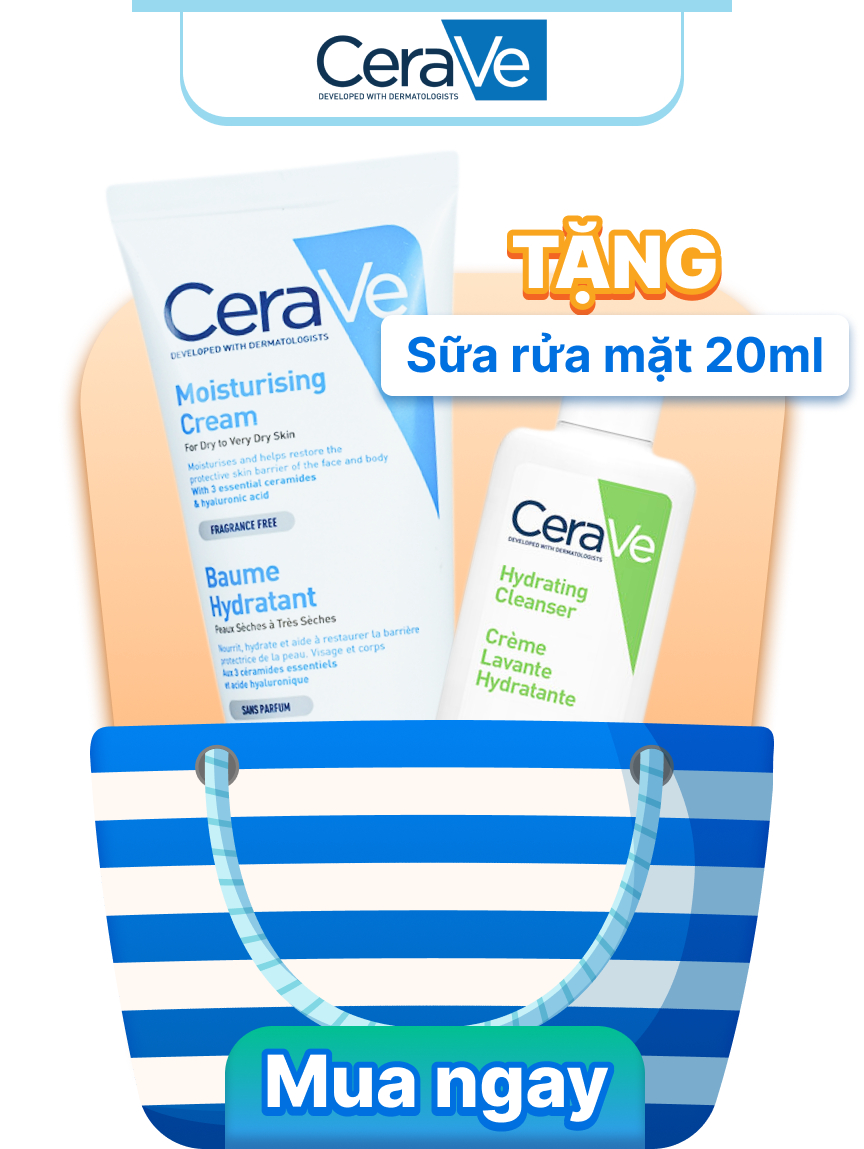 CeraVe
DEVELOPED WITH DERMATOLOGISTS
TẶNG
Sữa rửa mặt 20ml
CeraVe
DEVELOPED WITH DERMATOLOGISTS
Moisturising
Cream
For Dry to Very Dry Skin
Moisturises and helps restore the
protective skin barrier of the face and body
With 3 essential ceramides
& hyaluronic acid
FRAGRANCE FREE
Baume
Hydratant
Peaux Sèches à Très Sèches
Nourrit, hydrate et aide à restaurer la barrière
protectrice de la peau. Visage et corps
Aux 3 céramides essentiels
et acide hyaluronique
SANS PARFUM
CeraVe
DEVELOPED WITH DERMATOLOGISTS
Hydrating
Cleanser
Crème
Lavante
Hydratante
Mua ngay